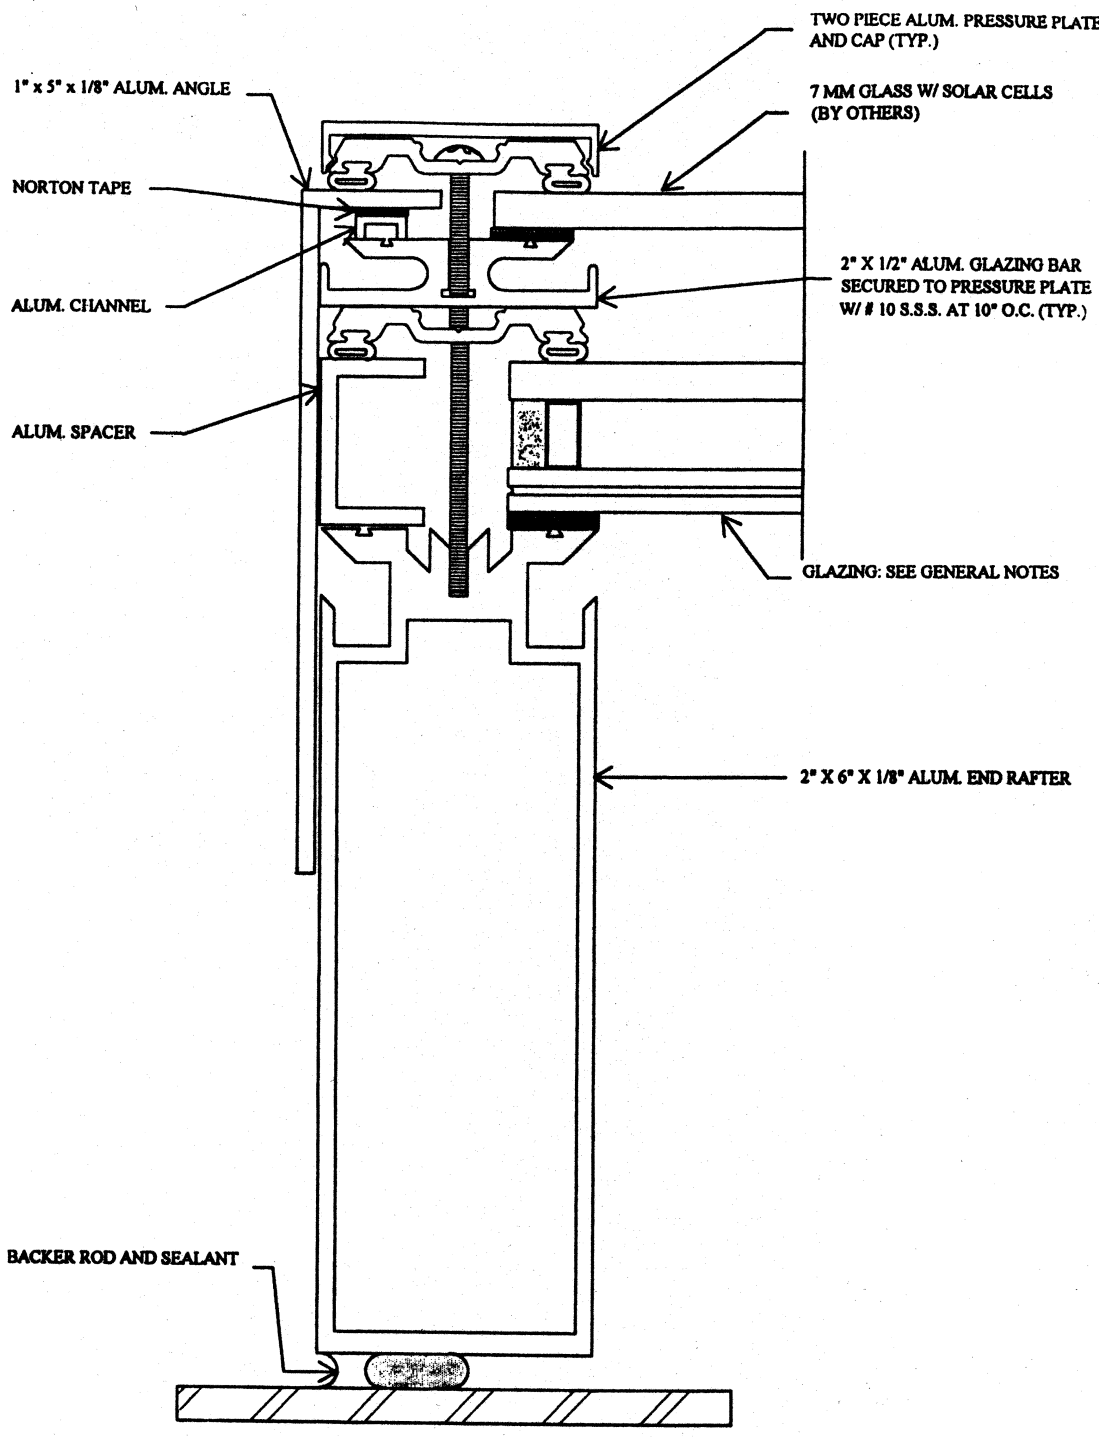 TWO PIECE ALUM. PRESSURE PLATE
AND CAP (TYP.)
1" x 5" x 1/8" ALUM. ANGLE
7 MM GLASS W/ SOLAR CELLS
(BY OTHERS)
NORTON TAPE
2" X 1/2" ALUM. GLAZING BAR
SECURED TO PRESSURE PLATE
W/ # 10 S.S.S. AT 10" O.C. (TYP.)
ALUM. CHANNEL
ALUM. SPACER
GLAZING: SEE GENERAL NOTES
2" X 6" X 1/8" ALUM. END RAFTER
BACKER ROD AND SEALANT